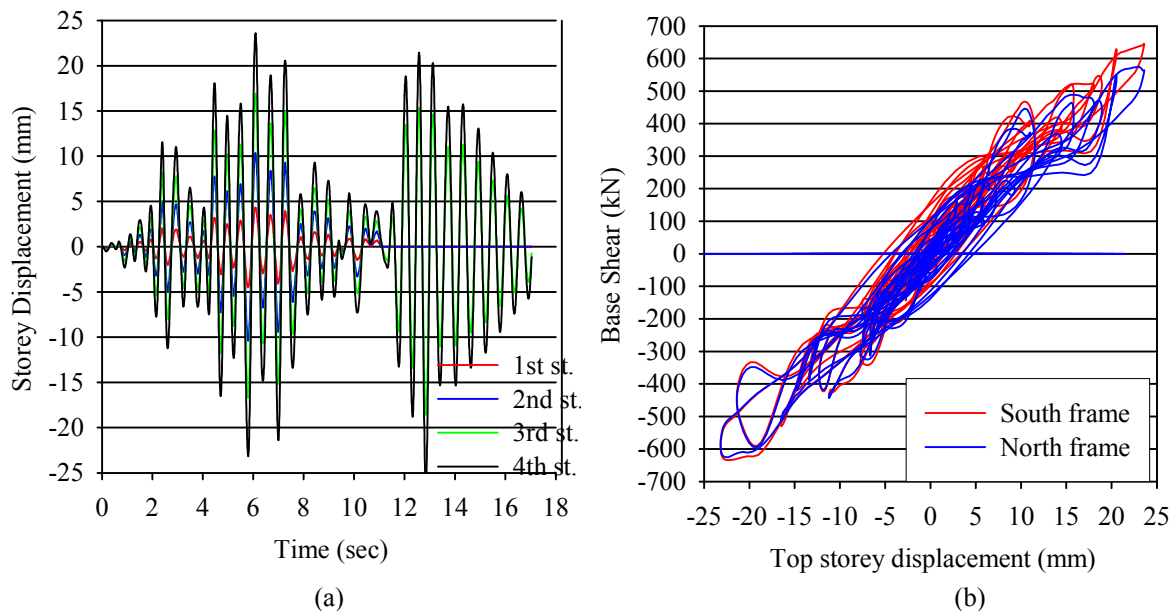 25
20
15
10
5
0
-5
-10
-15
-20
-25
Storey Displacement (mm)
0 2 4 6 8 10 12 14 16 18
Time (sec)
1st st.
2nd st.
3rd st.
4th st.
(a)
700
600
500
400
300
200
100
0
-100
-200
-300
-400
-500
-600
-700
Base Shear (kN)
-25 -20 -15 -10 -5 0 5 10 15 20 25
Top storey displacement (mm)
South frame
North frame
(b)